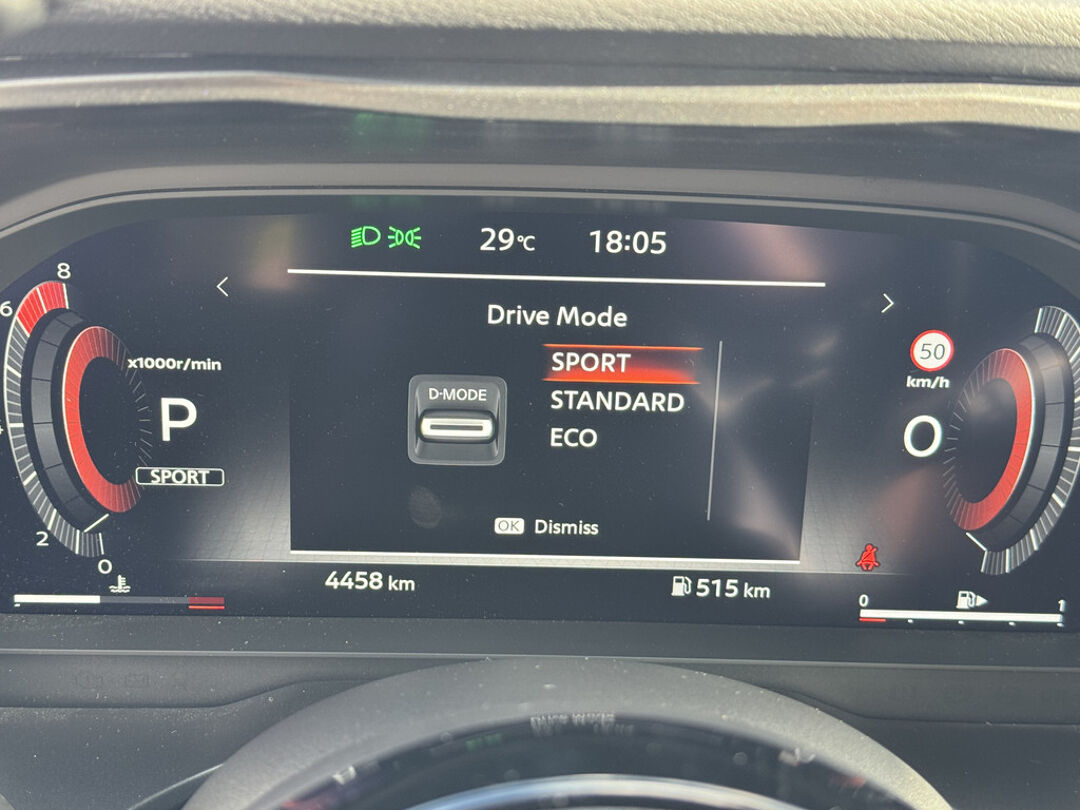 29°C 18:05
8
6
x1000r/min
P
SPORT
2
0
Drive Mode
D-MODE
SPORT
STANDARD
ECO
OK Dismiss
50
km/h
0
4458 km
515 km
0 1